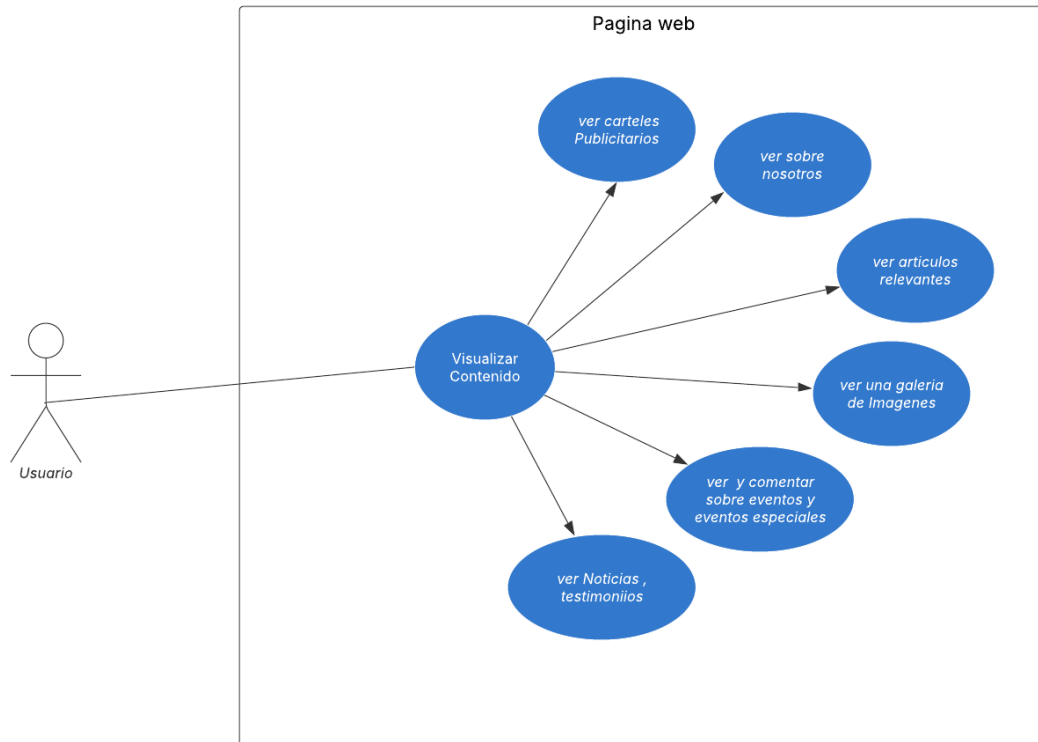 Pagina web
ver carteles
Publicitarios
ver sobre
nosotros
ver articulos
relevantes
Visualizar
Contenido
ver una galeria
de Imagenes
Usuario
ver y comentar
sobre eventos y
eventos especiales
ver Noticias ,
testimoniios